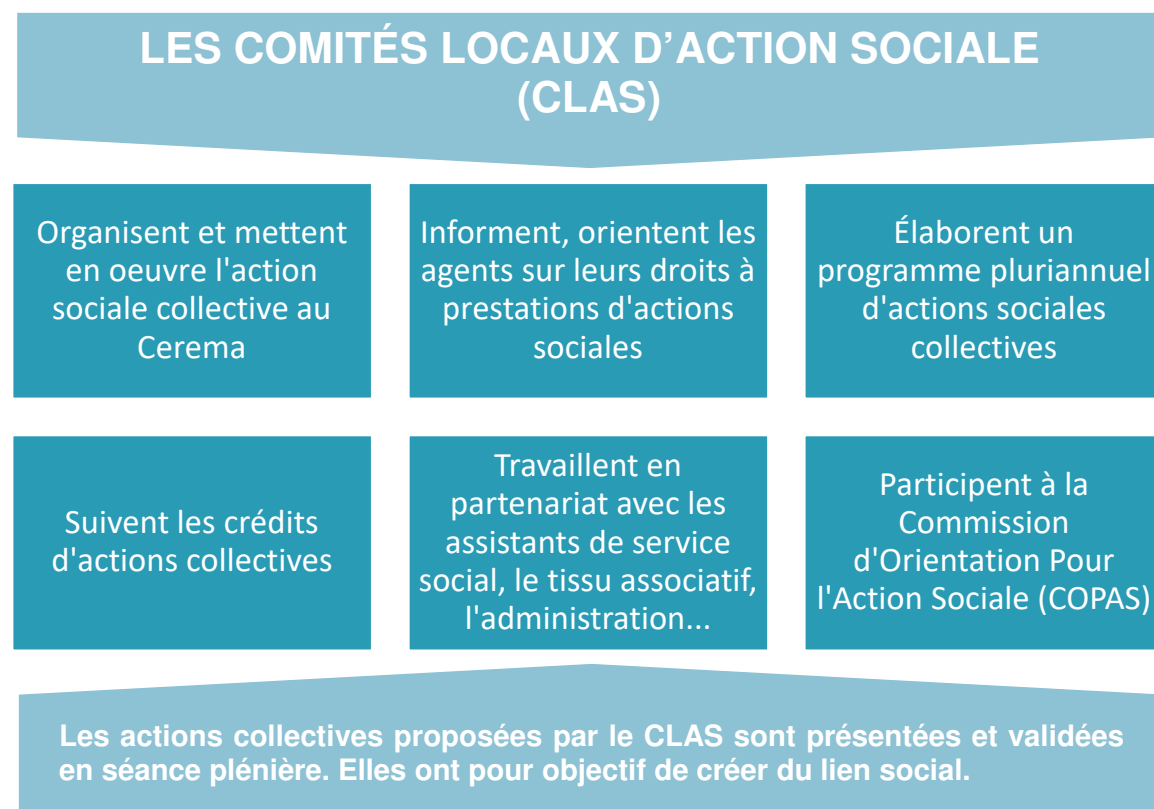 LES COMITÉS LOCAUX D’ACTION SOCIALE
(CLAS)
Organisent et mettent
en oeuvre l'action
sociale collective au
Cerema
Informent, orientent les
agents sur leurs droits à
prestations d'actions
sociales
Élaborent un
programme pluriannuel
d'actions sociales
collectives
Suivent les crédits
d'actions collectives
Travaillent en
partenariat avec les
assistants de service
social, le tissu associatif,
l'administration...
Participent à la
Commission
d'Orientation Pour
l'Action Sociale (COPAS)
Les actions collectives proposées par le CLAS sont présentées et validées
en séance plénière. Elles ont pour objectif de créer du lien social.